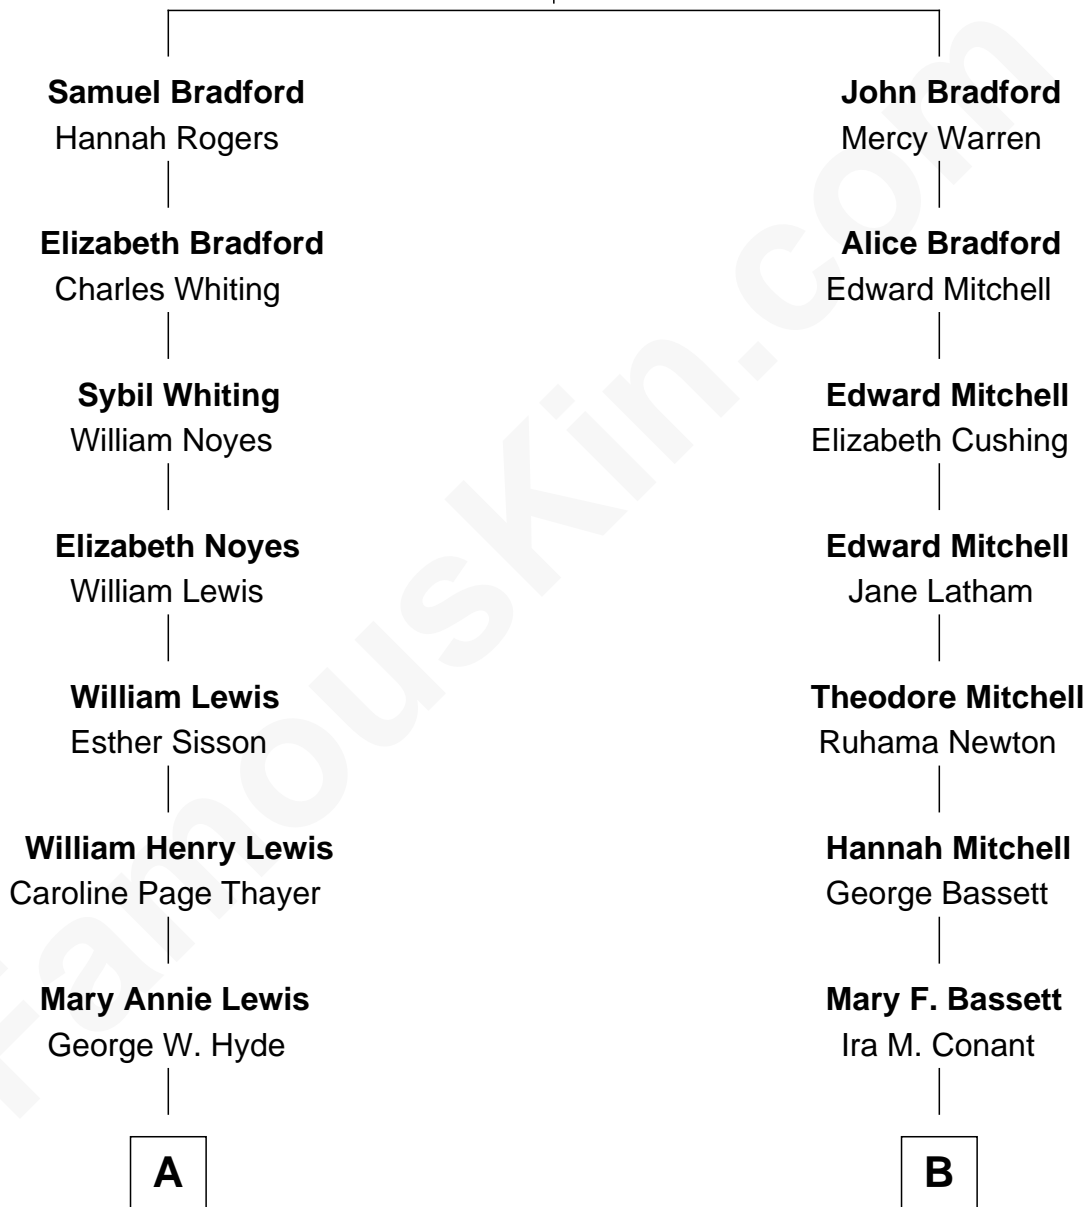 Samuel Bradford
Hannah Rogers
Elizabeth Bradford
Charles Whiting
Sybil Whiting
William Noyes
Elizabeth Noyes
William Lewis
William Lewis
Esther Sisson
William Henry Lewis
Caroline Page Thayer
Mary Annie Lewis
George W. Hyde
A
John Bradford
Mercy Warren
Alice Bradford
Edward Mitchell
Edward Mitchell
Elizabeth Cushing
Edward Mitchell
Jane Latham
Theodore Mitchell
Ruhama Newton
Hannah Mitchell
George Bassett
Mary F. Bassett
Ira M. Conant
B
FamousKin.com